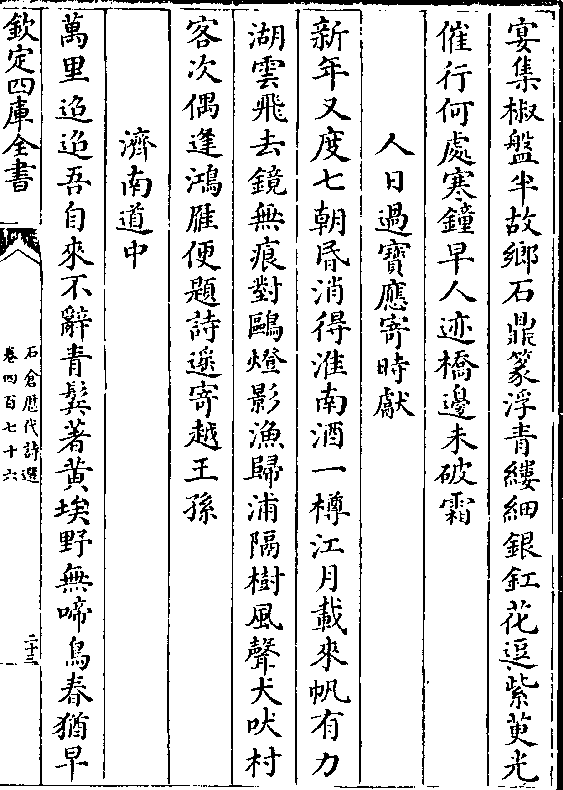 宴集椒盤半故鄉石鼎篆浮青縷細銀釭花逗紫萸光
催行何處寒鐘早人迹橋邊未破霜
人日過寶應寄時獻
新年又度七朝昏消得淮南酒一樽江月載來帆有力
湖雲飛去鏡無痕對鷗燈影漁歸浦隔樹風聲犬吠村
客次偶逢鴻雁便題詩遥寄越王孫
濟南道中
萬里迢迢吾自來不辭青鬢著黄埃野無啼鳥春猶早
欽定四庫全書
石倉歴代詩選
卷四百七十六
二十三